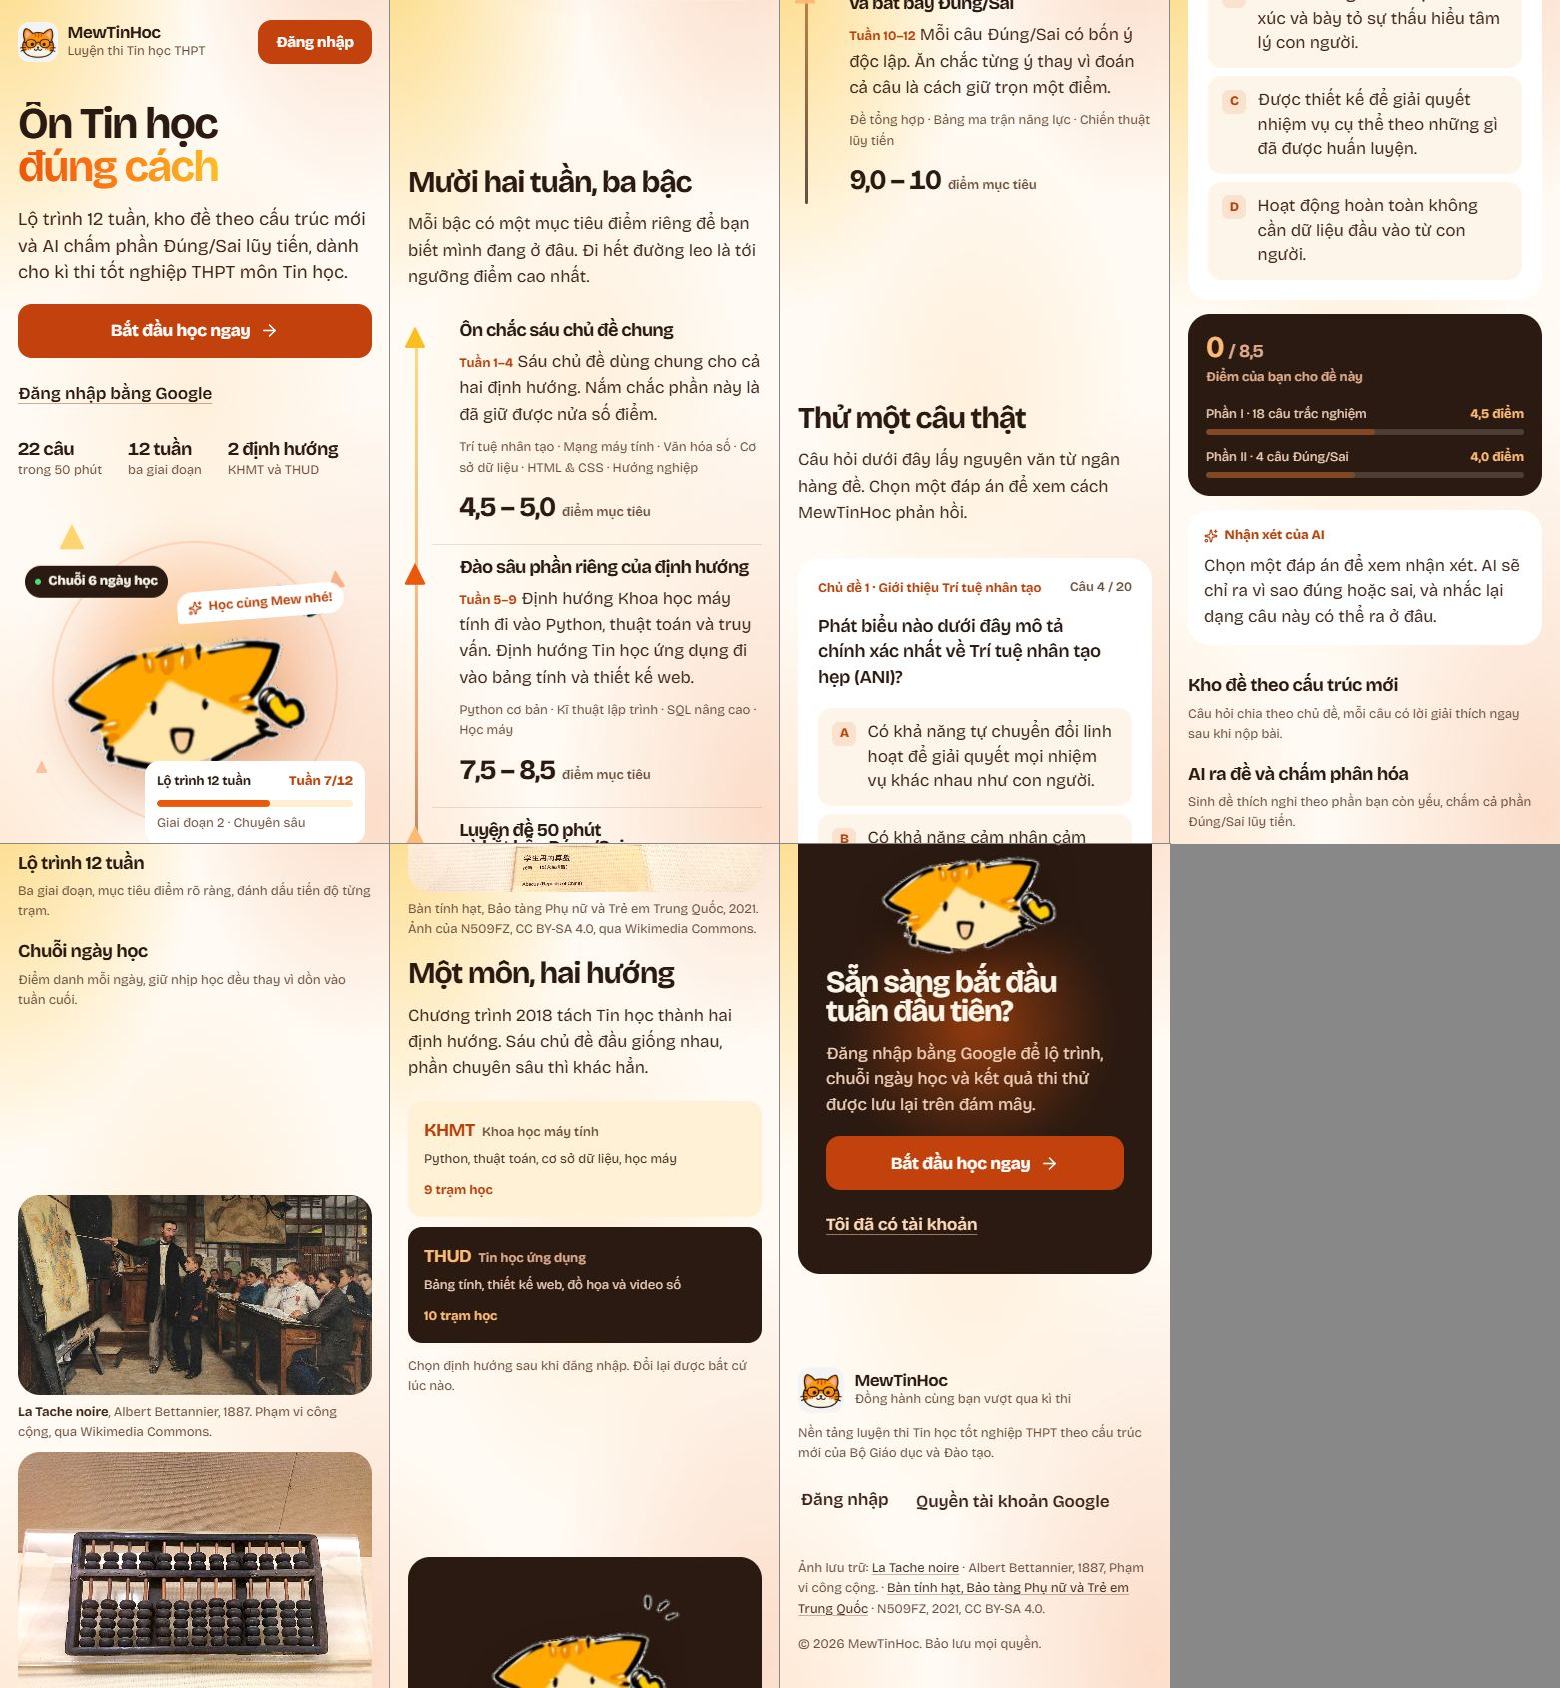 MewTinHoc
Luyện thi Tin học THPT
Đăng nhập
Ôn Tin học
đúng cách
Lộ trình 12 tuần, kho đề theo cấu trúc mới
và AI chấm phần Đúng/Sai lũy tiến, dành
cho kì thi tốt nghiệp THPT môn Tin học.
Bắt đầu học ngay →
Đăng nhập bằng Google
22 câu
trong 50 phút
12 tuần
ba giai đoạn
2 định hướng
KHMT và THUD
Chuỗi 6 ngày học
Học cùng Mew nhé!
Lộ trình 12 tuần
Tuần 7/12
Giai đoạn 2 · Chuyên sâu
Mười hai tuần, ba bậc
Mỗi bậc có một mục tiêu điểm riêng để bạn
biết mình đang ở đâu. Đi hết đường leo là tới
ngưỡng điểm cao nhất.
Ôn chắc sáu chủ đề chung
Tuần 1–4 Sáu chủ đề dùng chung cho cả
hai định hướng. Nắm chắc phần này là
đã giữ được nửa số điểm.
Trí tuệ nhân tạo · Mạng máy tính · Văn hóa số · Cơ
sở dữ liệu · HTML & CSS · Hướng nghiệp
4,5 – 5,0 điểm mục tiêu
Đào sâu phần riêng của định hướng
Tuần 5–9 Định hướng Khoa học máy
tính đi vào Python, thuật toán và truy
vấn. Định hướng Tin học ứng dụng đi
vào bảng tính và thiết kế web.
Python cơ bản · Kĩ thuật lập trình · SQL nâng cao ·
Học máy
7,5 – 8,5 điểm mục tiêu
Luyện đề 50 phút
và bắt bẫy Đúng/Sai
Tuần 10–12 Mỗi câu Đúng/Sai có bốn ý
độc lập. Ăn chắc từng ý thay vì đoán
cả câu là cách giữ trọn một điểm.
Đề tổng hợp · Bảng ma trận năng lực · Chiến thuật
lũy tiến
9,0 – 10 điểm mục tiêu
Thử một câu thật
Câu hỏi dưới đây lấy nguyên văn từ ngân
hàng đề. Chọn một đáp án để xem cách
MewTinHoc phản hồi.
Chủ đề 1 · Giới thiệu Trí tuệ nhân tạo
Câu 4 / 20
Phát biểu nào dưới đây mô tả
chính xác nhất về Trí tuệ nhân tạo
hẹp (ANI)?
A Có khả năng tự chuyển đổi linh
hoạt để giải quyết mọi nhiệm
vụ khác nhau như con người.
B Có khả năng cảm nhận cảm
xúc và bày tỏ sự thấu hiểu tâm
lý con người.
C Được thiết kế để giải quyết
nhiệm vụ cụ thể theo những gì
đã được huấn luyện.
D Hoạt động hoàn toàn không
cần dữ liệu đầu vào từ con
người.
0 / 8,5
Điểm của bạn cho đề này
Phần I · 18 câu trắc nghiệm
4,5 điểm
Phần II · 4 câu Đúng/Sai
4,0 điểm
Nhận xét của AI
Chọn một đáp án để xem nhận xét. AI sẽ
chỉ ra vì sao đúng hoặc sai, và nhắc lại
dạng câu này có thể ra ở đâu.
Kho đề theo cấu trúc mới
Câu hỏi chia theo chủ đề, mỗi câu có lời giải thích ngay
sau khi nộp bài.
AI ra đề và chấm phân hóa
Sinh đề thích nghi theo phần bạn còn yếu, chấm cả phần
Đúng/Sai lũy tiến.
Lộ trình 12 tuần
Ba giai đoạn, mục tiêu điểm rõ ràng, đánh dấu tiến độ từng
trạm.
Chuỗi ngày học
Điểm danh mỗi ngày, giữ nhịp học đều thay vì dồn vào
tuần cuối.
La Tache noire, Albert Bettannier, 1887. Phạm vi công
cộng, qua Wikimedia Commons.
Bàn tính hạt, Bảo tàng Phụ nữ và Trẻ em Trung Quốc, 2021.
Ảnh của N509FZ, CC BY-SA 4.0, qua Wikimedia Commons.
Một môn, hai hướng
Chương trình 2018 tách Tin học thành hai
định hướng. Sáu chủ đề đầu giống nhau,
phần chuyên sâu thì khác hẳn.
KHMT Khoa học máy tính
Python, thuật toán, cơ sở dữ liệu, học máy
9 trạm học
THUD Tin học ứng dụng
Bảng tính, thiết kế web, đồ họa và video số
10 trạm học
Chọn định hướng sau khi đăng nhập. Đổi lại được bất cứ
lúc nào.
Sẵn sàng bắt đầu
tuần đầu tiên?
Đăng nhập bằng Google để lộ trình,
chuỗi ngày học và kết quả thi thử
được lưu lại trên đám mây.
Bắt đầu học ngay →
Tôi đã có tài khoản
MewTinHoc
Đồng hành cùng bạn vượt qua kì thi
Nền tảng luyện thi Tin học tốt nghiệp THPT theo cấu trúc
mới của Bộ Giáo dục và Đào tạo.
Đăng nhập
Quyền tài khoản Google
Ảnh lưu trữ: La Tache noire · Albert Bettannier, 1887, Phạm
vi công cộng. · Bàn tính hạt, Bảo tàng Phụ nữ và Trẻ em
Trung Quốc · N509FZ, 2021, CC BY-SA 4.0.
© 2026 MewTinHoc. Bảo lưu mọi quyền.